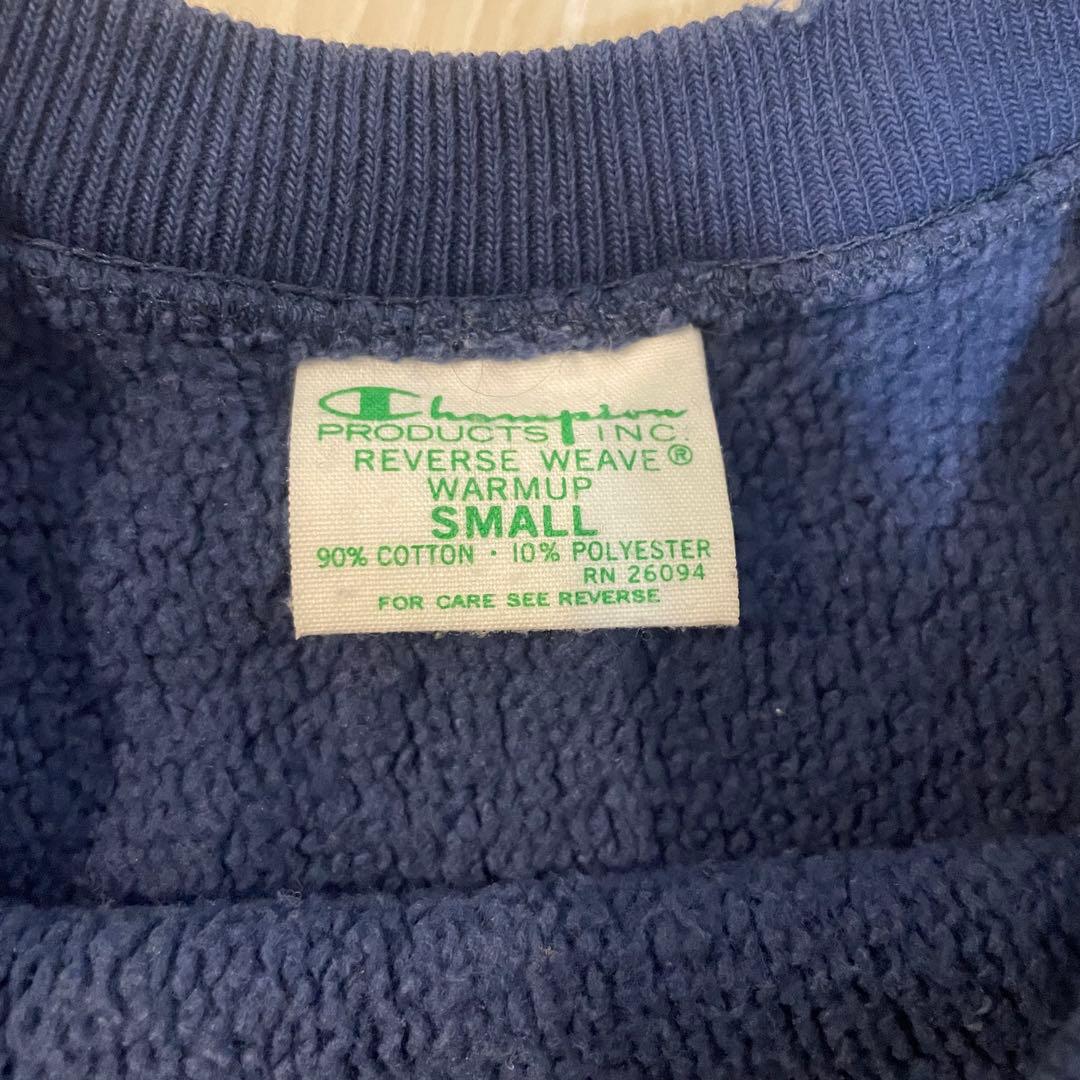 Champion
PRODUCTS INC.
REVERSE WEAVE®
WARMUP
SMALL
90% COTTON · 10% POLYESTER
RN 26094
FOR CARE SEE REVERSE